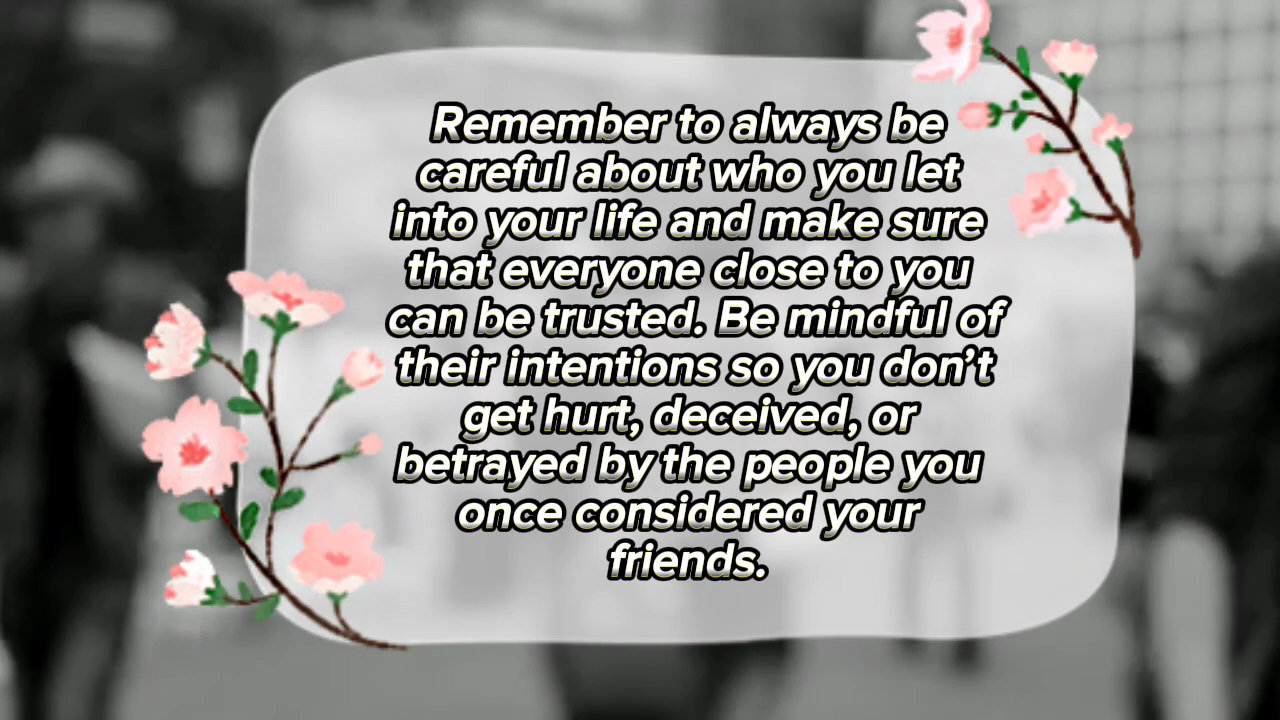 Remember to always be
careful about who you let
into your life and make sure
that everyone close to you
can be trusted. Be mindful of
their intentions so you don’t
get hurt, deceived, or
betrayed by the people you
once considered your
friends.